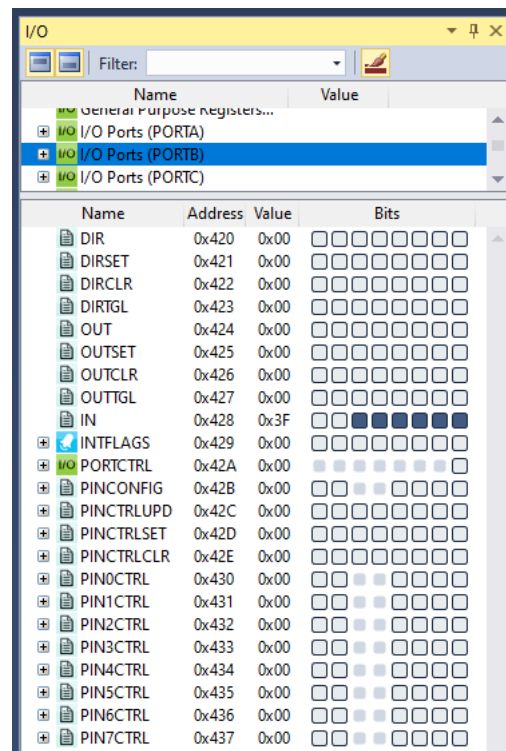 I/O
Filter:
Name Value
I/O General Purpose Registers...
I/O I/O Ports (PORTA)
I/O I/O Ports (PORTB)
I/O I/O Ports (PORTC)
Name Address Value Bits
DIR 0x420 0x00
DIRSET 0x421 0x00
DIRCLR 0x422 0x00
DIRTGL 0x423 0x00
OUT 0x424 0x00
OUTSET 0x425 0x00
OUTCLR 0x426 0x00
OUTTGL 0x427 0x00
IN 0x428 0x3F
INTFLAGS 0x429 0x00
I/O PORTCTRL 0x42A 0x00
PINCONFIG 0x42B 0x00
PINCTRLUPD 0x42C 0x00
PINCTRLSET 0x42D 0x00
PINCTRLCLR 0x42E 0x00
PIN0CTRL 0x430 0x00
PIN1CTRL 0x431 0x00
PIN2CTRL 0x432 0x00
PIN3CTRL 0x433 0x00
PIN4CTRL 0x434 0x00
PIN5CTRL 0x435 0x00
PIN6CTRL 0x436 0x00
PIN7CTRL 0x437 0x00